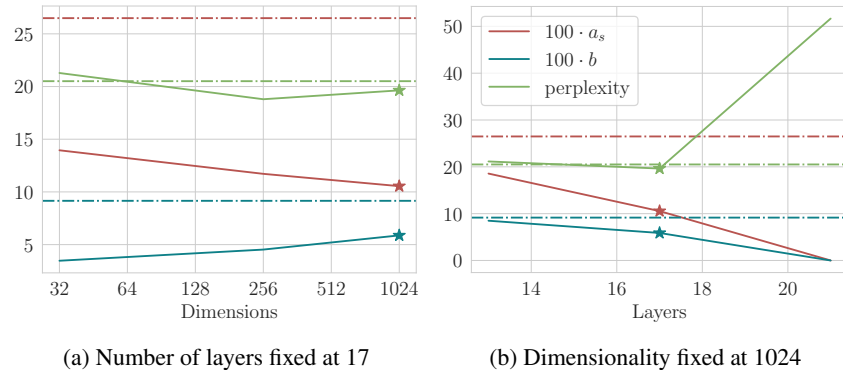 25
20
15
10
5
32 64 128 256 512 1024
Dimensions
(a) Number of layers fixed at 17
50
40
30
20
10
0
100 · a_s
100 · b
perplexity
14 16 18 20
Layers
(b) Dimensionality fixed at 1024